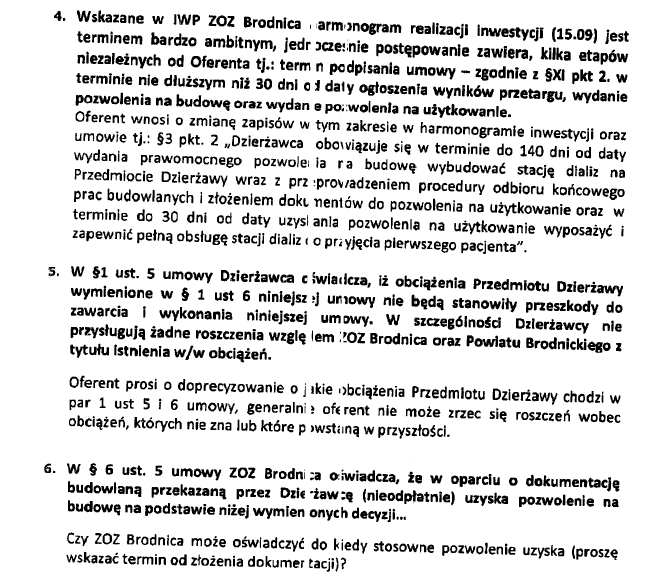 4. Wskazane w IWP ZOZ Brodnica harmonogram realizacji Inwestycji (15.09) jest
terminem bardzo ambitnym, jednocześnie postępowanie zawiera, kilka etapów
niezależnych od Oferenta tj.: termin podpisania umowy – zgodnie z §XI pkt 2. w
terminie nie dłuższym niż 30 dni od daty ogłoszenia wyników przetargu, wydanie
pozwolenia na budowę oraz wydanie pozwolenia na użytkowanie.
Oferent wnosi o zmianę zapisów w tym zakresie w harmonogramie inwestycji oraz
umowie tj.: §3 pkt. 2 „Dzierżawca obowiązuje się w terminie do 140 dni od daty
wydania prawomocnego pozwolenia na budowę wybudować stację dializ na
Przedmiocie Dzierżawy wraz z przeprowadzeniem procedury odbioru końcowego
prac budowlanych i złożeniem dokumentów do pozwolenia na użytkowanie oraz w
terminie do 30 dni od daty uzyskania pozwolenia na użytkowanie wyposażyć i
zapewnić pełną obsługę stacji dializ do przyjęcia pierwszego pacjenta”.
5. W §1 ust. 5 umowy Dzierżawca oświadcza, iż obciążenia Przedmiotu Dzierżawy
wymienione w § 1 ust 6 niniejszej umowy nie będą stanowiły przeszkody do
zawarcia i wykonania niniejszej umowy. W szczególności Dzierżawcy nie
przysługują żadne roszczenia względem ZOZ Brodnica oraz Powiatu Brodnickiego z
tytułu istnienia w/w obciążeń.
Oferent prosi o doprecyzowanie o jakie obciążenia Przedmiotu Dzierżawy chodzi w
par 1 ust 5 i 6 umowy, generalnie oferent nie może zrzec się roszczeń wobec
obciążeń, których nie zna lub które powstaną w przyszłości.
6. W § 6 ust. 5 umowy ZOZ Brodnica oświadcza, że w oparciu o dokumentację
budowlaną przekazaną przez Dzierżawcę (nieodpłatnie) uzyska pozwolenie na
budowę na podstawie niżej wymienionych decyzji...
Czy ZOZ Brodnica może oświadczyć do kiedy stosowne pozwolenie uzyska (proszę
wskazać termin od złożenia dokumentacji)?